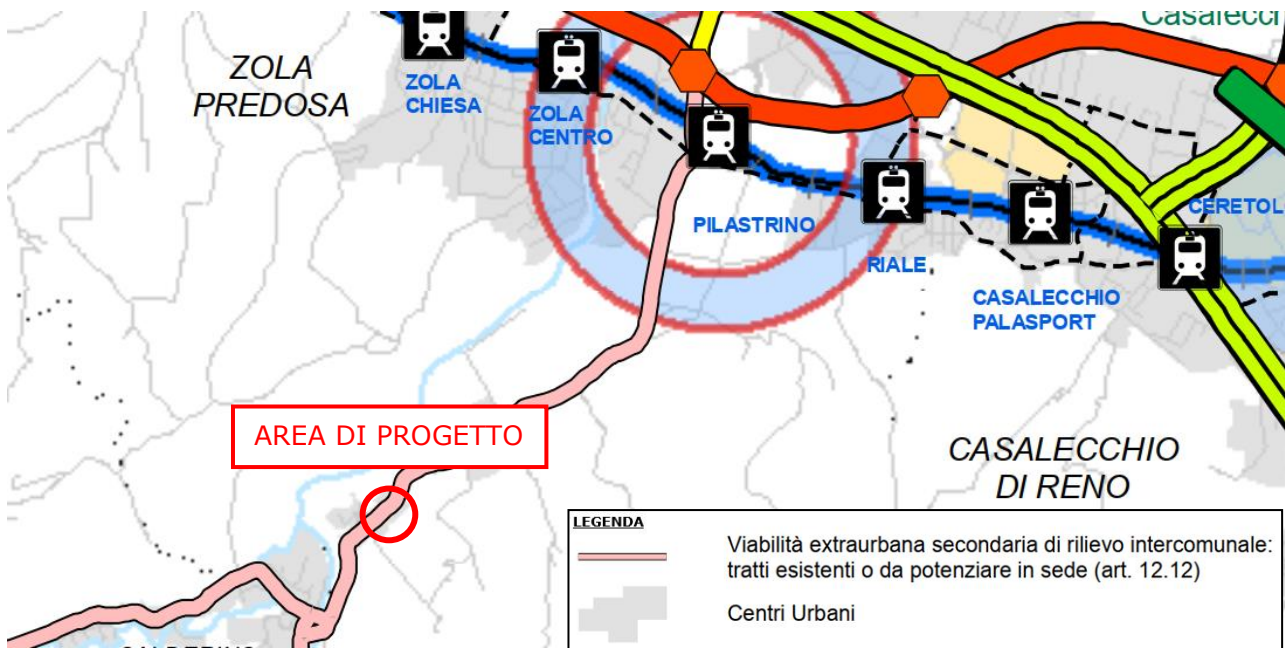 Casalecch
ZOLA
PREDOSA
ZOLA
CHIESA
ZOLA
CENTRO
PILASTRINO
RIALE
CERETOL
CASALECCHIO
PALASPORT
AREA DI PROGETTO
CASALECCHIO
DI RENO
LEGENDA
Viabilità extraurbana secondaria di rilievo intercomunale:
tratti esistenti o da potenziare in sede (art. 12.12)
Centri Urbani